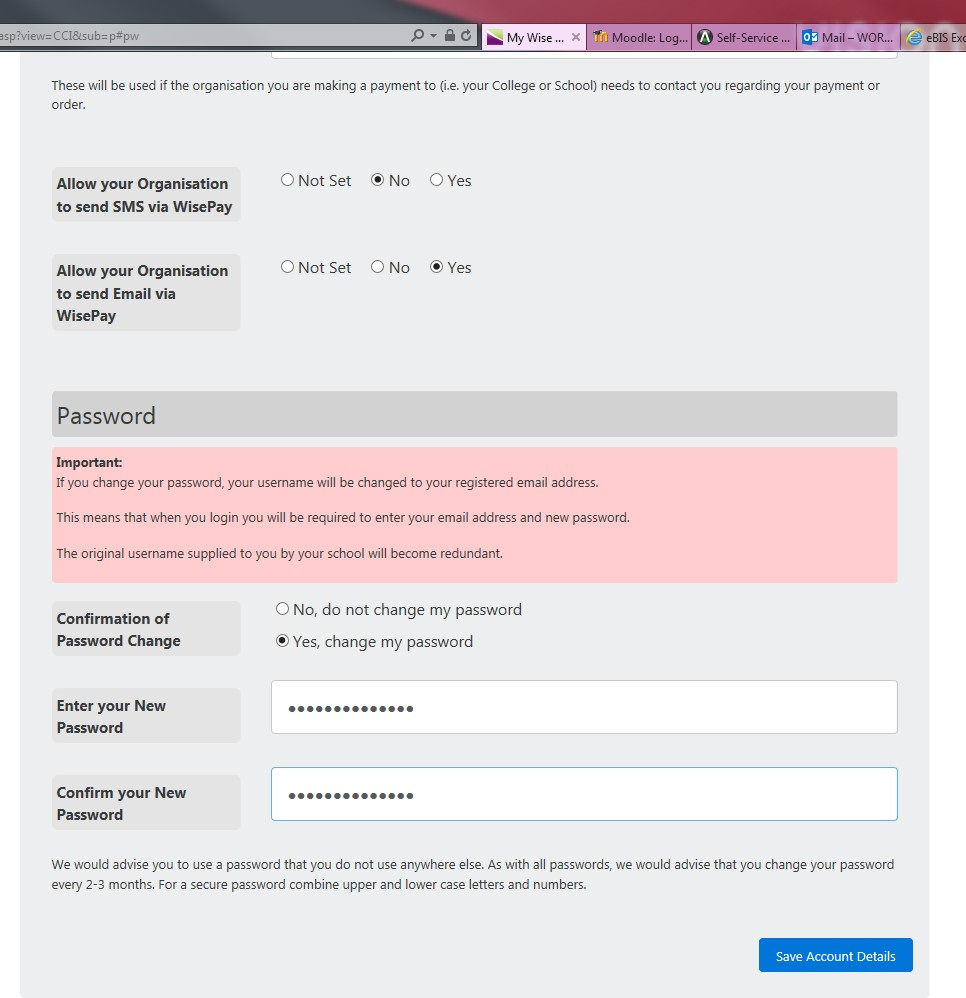 asp?view=CCI&sub=p#pw
My Wise ...
Moodle: Log...
Self-Service ...
Mail – WOR...
eBIS Exc
These will be used if the organisation you are making a payment to (i.e. your College or School) needs to contact you regarding your payment or
order.
Allow your Organisation
to send SMS via WisePay
Not Set No Yes
Allow your Organisation
to send Email via
WisePay
Not Set No Yes
Password
Important:
If you change your password, your username will be changed to your registered email address.
This means that when you login you will be required to enter your email address and new password.
The original username supplied to you by your school will become redundant.
Confirmation of
Password Change
No, do not change my password
Yes, change my password
Enter your New
Password
Confirm your New
Password
We would advise you to use a password that you do not use anywhere else. As with all passwords, we would advise that you change your password
every 2-3 months. For a secure password combine upper and lower case letters and numbers.
Save Account Details